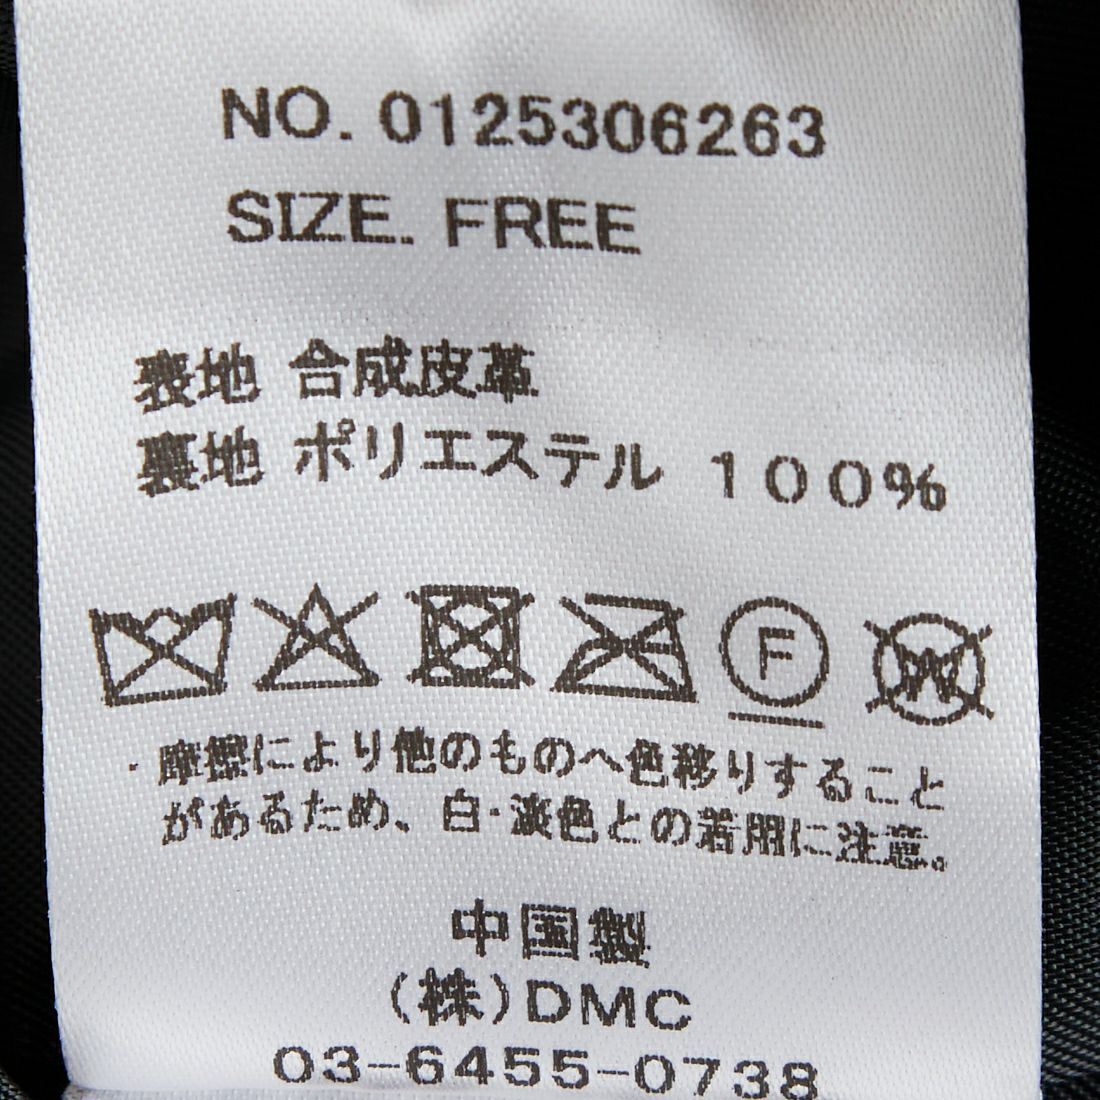 NO. 0125306263
SIZE. FREE
表地 合成皮革
裏地 ポリエステル 100%
F
W
・摩擦により他のものへ色移りすること
があるため、白・淡色との着用に注意。
中国製
(株)DMC
03-6455-0738